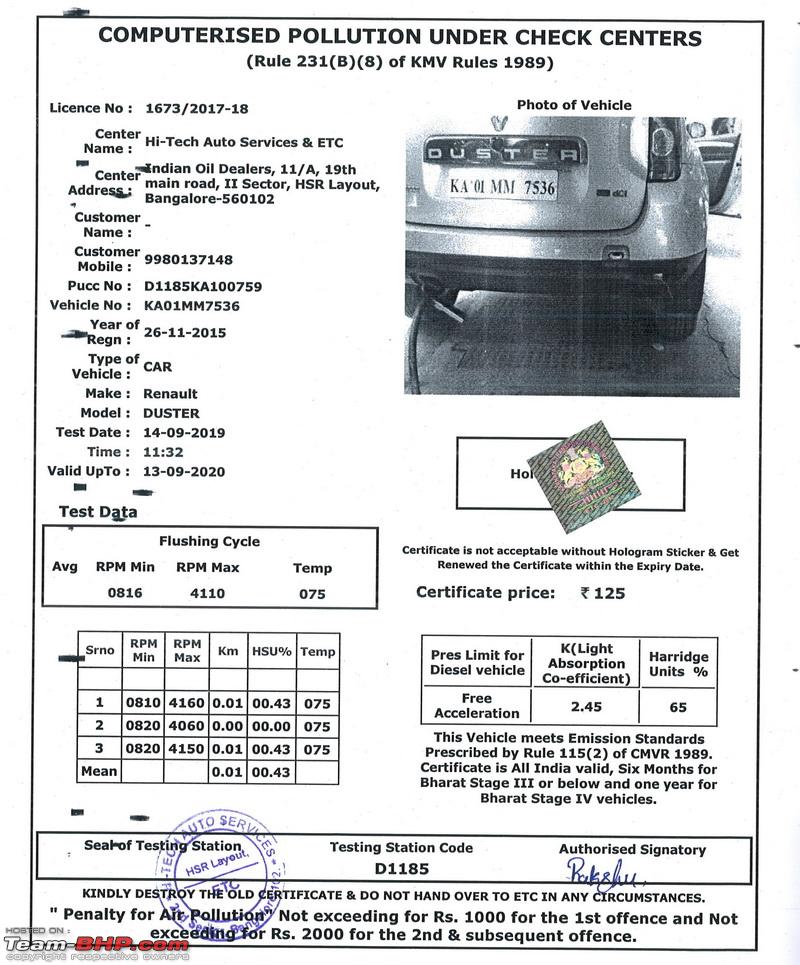 COMPUTERISED POLLUTION UNDER CHECK CENTERS
(Rule 231(B)(8) of KMV Rules 1989)
Licence No : 1673/2017-18
Center Name : Hi-Tech Auto Services & ETC
Center Address : Indian Oil Dealers, 11/A, 19th
main road, II Sector, HSR Layout,
Bangalore-560102
Customer Name : -
Customer Mobile : 9980137148
Pucc No : D1185KA100759
Vehicle No : KA01MM7536
Year of Regn : 26-11-2015
Type of Vehicle : CAR
Make : Renault
Model : DUSTER
Test Date : 14-09-2019
Time : 11:32
Valid UpTo : 13-09-2020
Photo of Vehicle
DUSTER
KA 01 MM 7536
dCi
Hol
Certificate is not acceptable without Hologram Sticker & Get
Renewed the Certificate within the Expiry Date.
Certificate price: ₹ 125
Test Data
Flushing Cycle
Avg RPM Min RPM Max Temp
0816 4110 075
Srno RPM Min RPM Max Km HSU% Temp
1 0810 4160 0.01 00.43 075
2 0820 4060 0.00 00.00 075
3 0820 4150 0.01 00.43 075
Mean 0.01 00.43
Pres Limit for Diesel vehicle K(Light Absorption Co-efficient) Harridge Units %
Free Acceleration 2.45 65
This Vehicle meets Emission Standards
Prescribed by Rule 115(2) of CMVR 1989.
Certificate is All India valid, Six Months for
Bharat Stage III or below and one year for
Bharat Stage IV vehicles.
Seal of Testing Station
HI-TECH AUTO SERVICES
HSR Layout,
ETC
Testing Station Code
D1185
Authorised Signatory
KINDLY DESTROY THE OLD CERTIFICATE & DO NOT HAND OVER TO ETC IN ANY CIRCUMSTANCES.
" Penalty for Air Pollution" Not exceeding for Rs. 1000 for the 1st offence and Not
exceeding for Rs. 2000 for the 2nd & subsequent offence.
HOSTED ON :
Team-BHP.com
copyright respective owners